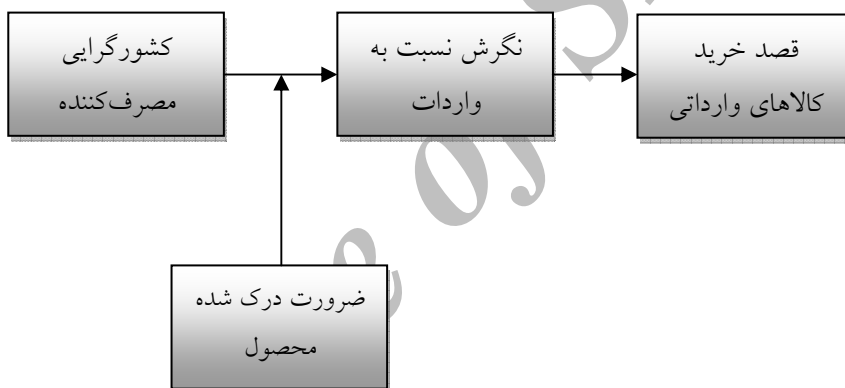 کشورگرایی
مصرف‌کننده
نگرش نسبت به
واردات
قصد خرید
کالاهای وارداتی
ضرورت درک شده
محصول